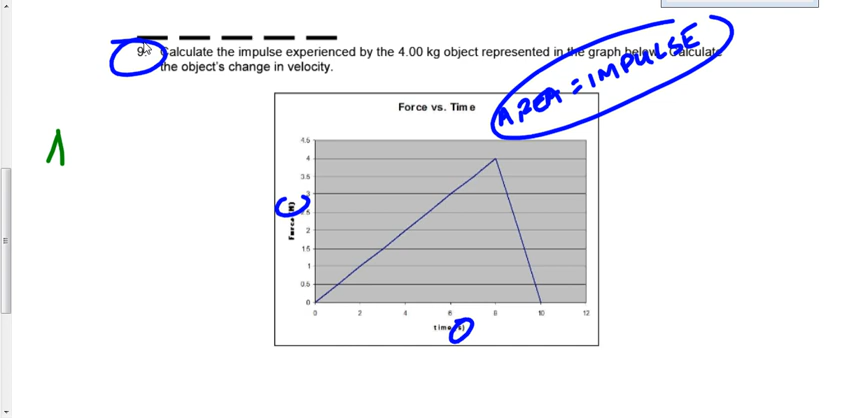 9. Calculate the impulse experienced by the 4.00 kg object represented in the graph below. Calculate
the object's change in velocity.
AREA = IMPULSE
1
Force vs. Time
4.5
4
3.5
3
2.5
2
1.5
1
0.5
0
0 2 4 6 8 10 12
time (s)